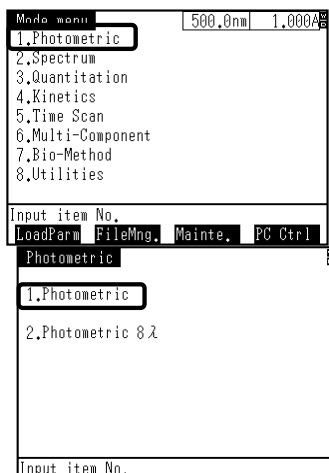 Mode menu 500.0nm 1.000A
1.Photometric
2.Spectrum
3.Quantitation
4.Kinetics
5.Time Scan
6.Multi-Component
7.Bio-Method
8.Utilities
Input item No.
LoadParm FileMng. Mainte. PC Ctrl
Photometric
1.Photometric
2.Photometric 8λ
Input item No.